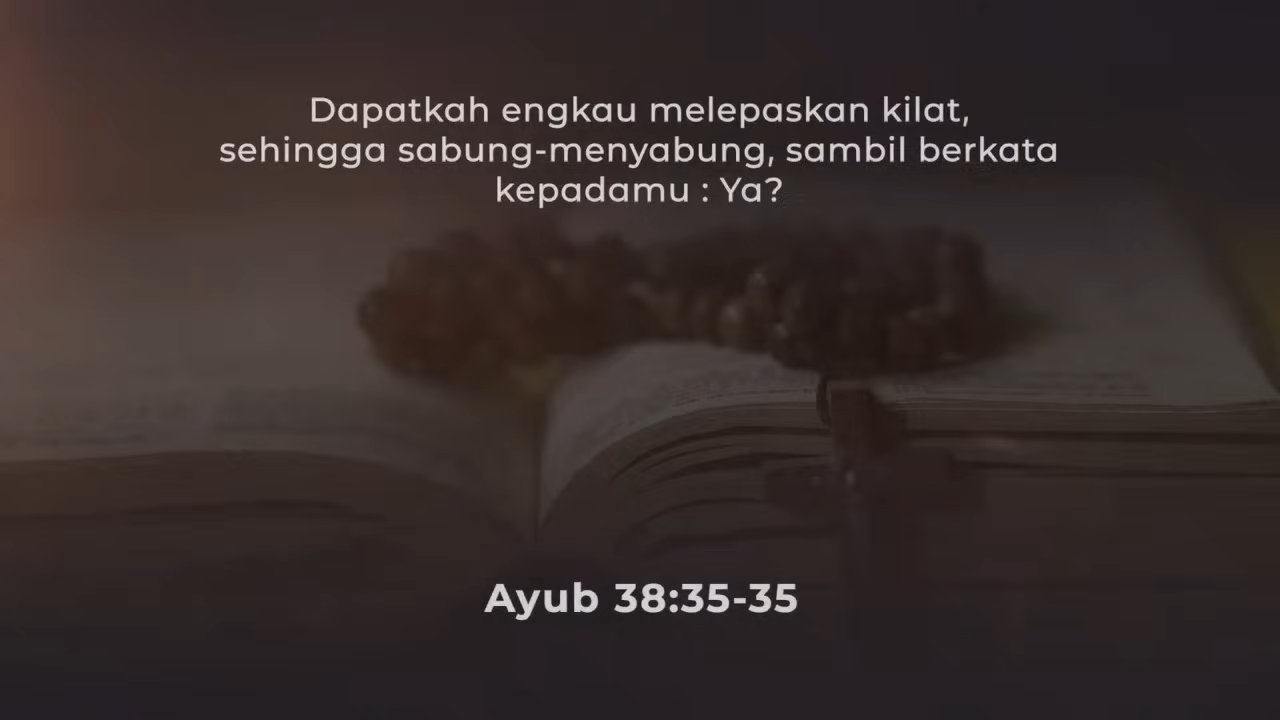 Dapatkah engkau melepaskan kilat,
sehingga sabung-menyabung, sambil berkata
kepadamu : Ya?
Ayub 38:35-35